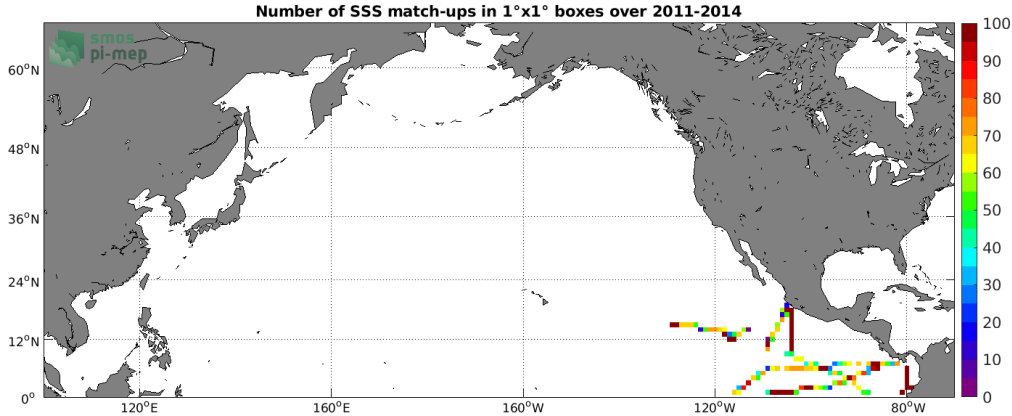 Number of SSS match-ups in 1°x1° boxes over 2011-2014
smos
pi-mep
60°N
48°N
36°N
24°N
12°N
0°
120°E
160°E
160°W
120°W
80°W
100
90
80
70
60
50
40
30
20
10
0